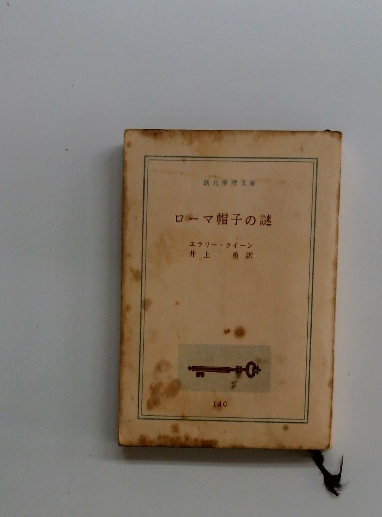 創元推理文庫
ローマ帽子の謎
エラリー・クイーン
井上 勇訳
140